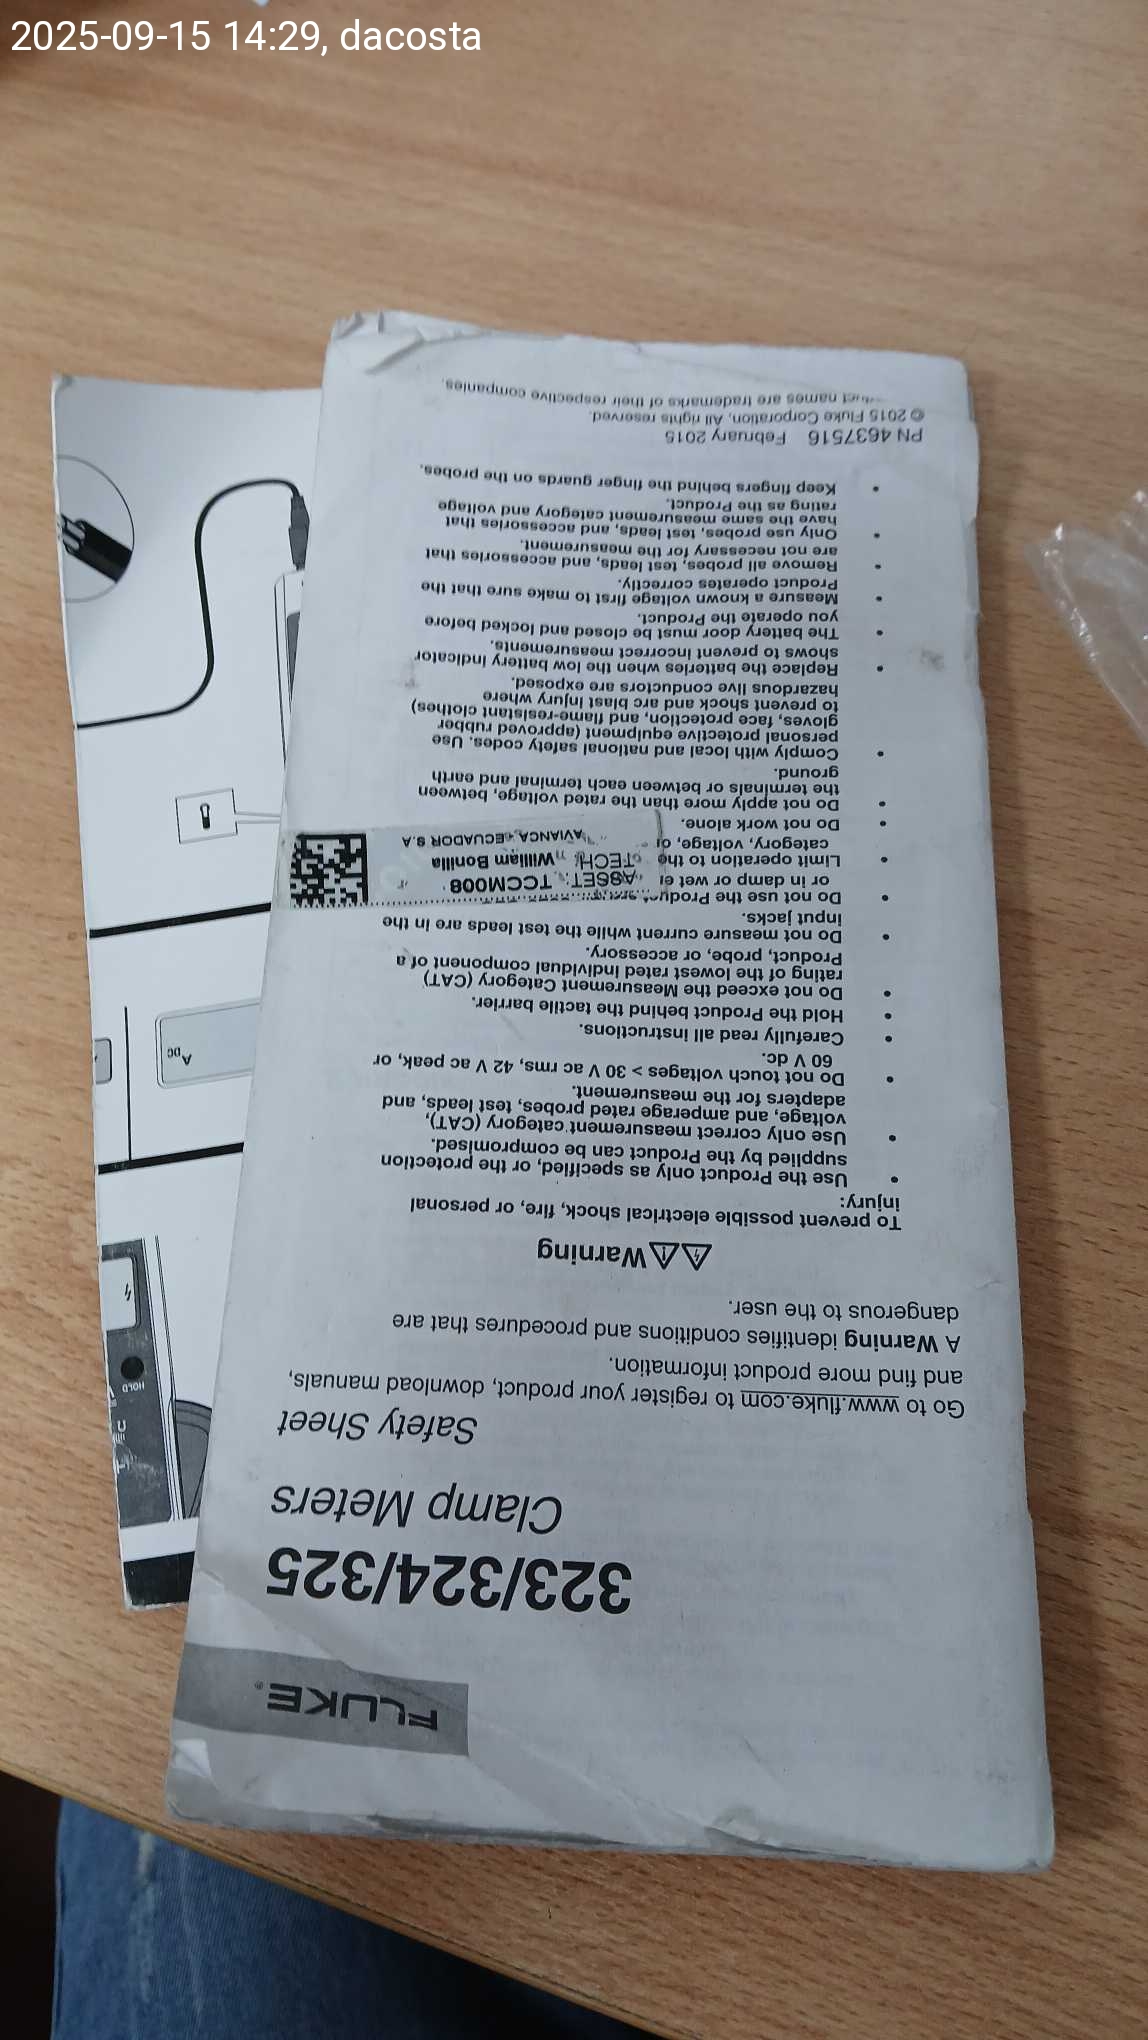 2025-09-15 14:29, dacosta
FLUKE®
323/324/325
Clamp Meters
Safety Sheet
Go to www.fluke.com to register your product, download manuals,
and find more product information.
A Warning identifies conditions and procedures that are
dangerous to the user.
Warning
To prevent possible electrical shock, fire, or personal
injury:
• Use the Product only as specified, or the protection
supplied by the Product can be compromised.
• Use only correct measurement category (CAT),
voltage, and amperage rated probes, test leads, and
adapters for the measurement.
• Do not touch voltages > 30 V ac rms, 42 V ac peak, or
60 V dc.
• Carefully read all instructions.
• Hold the Product behind the tactile barrier.
• Do not exceed the Measurement Category (CAT)
rating of the lowest rated individual component of a
Product, probe, or accessory.
• Do not measure current while the test leads are in the
input jacks.
• Do not use the Product
or in damp or wet
• Limit operation to the
category, voltage, or
• Do not work alone.
• Do not apply more than the rated voltage, between
the terminals or between each terminal and earth
ground.
• Comply with local and national safety codes. Use
personal protective equipment (approved rubber
gloves, face protection, and flame-resistant clothes)
to prevent shock and arc blast injury where
hazardous live conductors are exposed.
• Replace the batteries when the low battery indicator
shows to prevent incorrect measurements.
• The battery door must be closed and locked before
you operate the Product.
• Measure a known voltage first to make sure that the
Product operates correctly.
• Remove all probes, test leads, and accessories that
are not necessary for the measurement.
• Only use probes, test leads, and accessories that
have the same measurement category and voltage
rating as the Product.
• Keep fingers behind the finger guards on the probes.
PN 4637516 February 2015
© 2015 Fluke Corporation, All rights reserved.
names are trademarks of their respective companies.
ASSET: TCCM008
TECH: William Bonilla
AVIANCA-ECUADOR S.A
HOLD
A DC